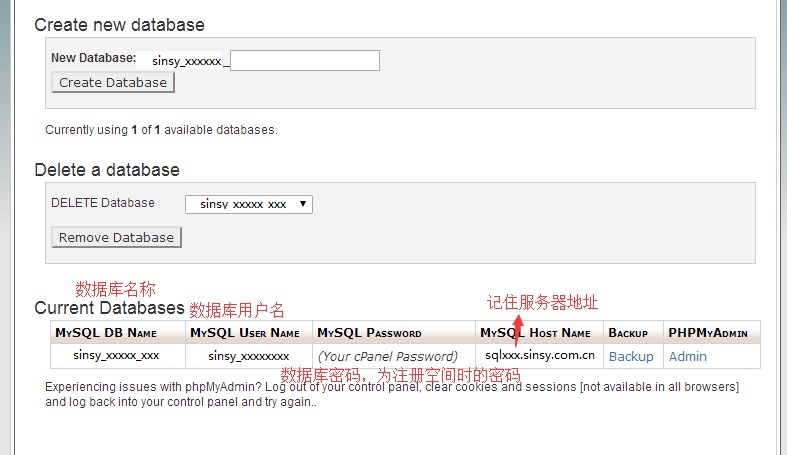 Create new database
New Database: sinsy_xxxxxx_
Create Database
Currently using 1 of 1 available databases.
Delete a database
DELETE Database sinsy_xxxxx_xxx
Remove Database
数据库名称
Current Databases 数据库用户名 记住服务器地址
MySQL DB Name MySQL User Name MySQL Password MySQL Host Name Backup PHPMyAdmin
sinsy_xxxxx_xxx sinsy_xxxxxxxx (Your cPanel Password) sqlxxx.sinsy.com.cn Backup Admin
数据库密码，为注册空间时的密码
Experiencing issues with phpMyAdmin? Log out of your control panel, clear cookies and sessions [not available in all browsers]
and log back into your control panel and try again..